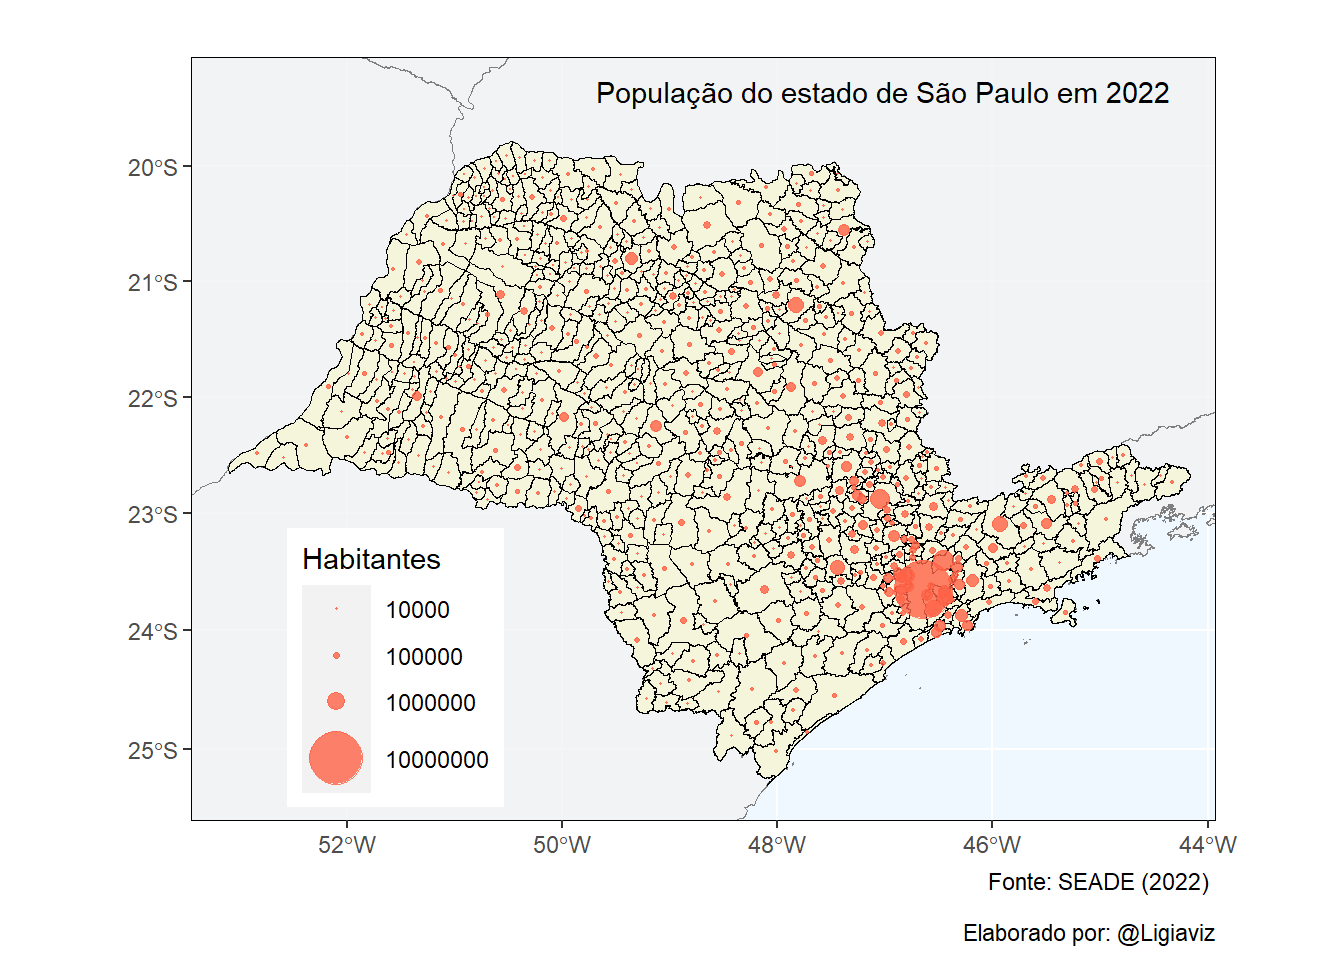 População do estado de São Paulo em 2022
20°S
21°S
22°S
23°S
24°S
25°S
Habitantes
10000
100000
1000000
10000000
52°W
50°W
48°W
46°W
44°W
Fonte: SEADE (2022)
Elaborado por: @Ligiaviz